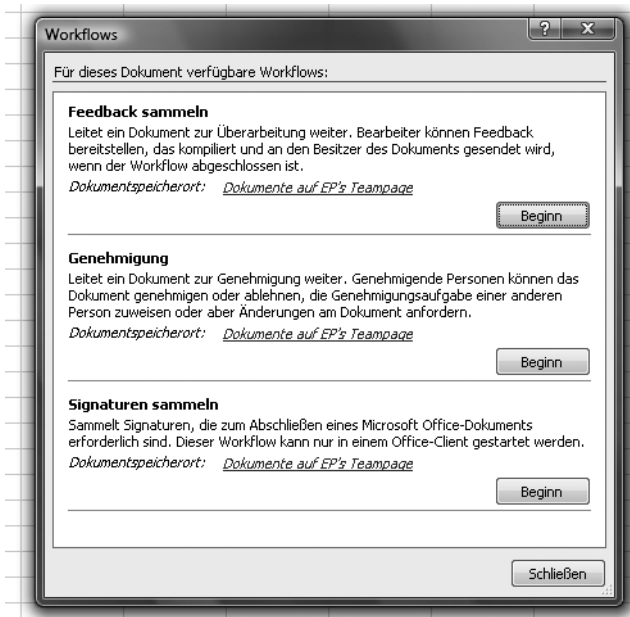 Workflows
Für dieses Dokument verfügbare Workflows:
Feedback sammeln
Leitet ein Dokument zur Überarbeitung weiter. Bearbeiter können Feedback
bereitstellen, das kompiliert und an den Besitzer des Dokuments gesendet wird,
wenn der Workflow abgeschlossen ist.
Dokumentspeicherort: Dokumente auf EP's Teampage
Beginn
Genehmigung
Leitet ein Dokument zur Genehmigung weiter. Genehmigende Personen können das
Dokument genehmigen oder ablehnen, die Genehmigungsaufgabe einer anderen
Person zuweisen oder aber Änderungen am Dokument anfordern.
Dokumentspeicherort: Dokumente auf EP's Teampage
Beginn
Signaturen sammeln
Sammelt Signaturen, die zum Abschließen eines Microsoft Office-Dokuments
erforderlich sind. Dieser Workflow kann nur in einem Office-Client gestartet werden.
Dokumentspeicherort: Dokumente auf EP's Teampage
Beginn
Schließen